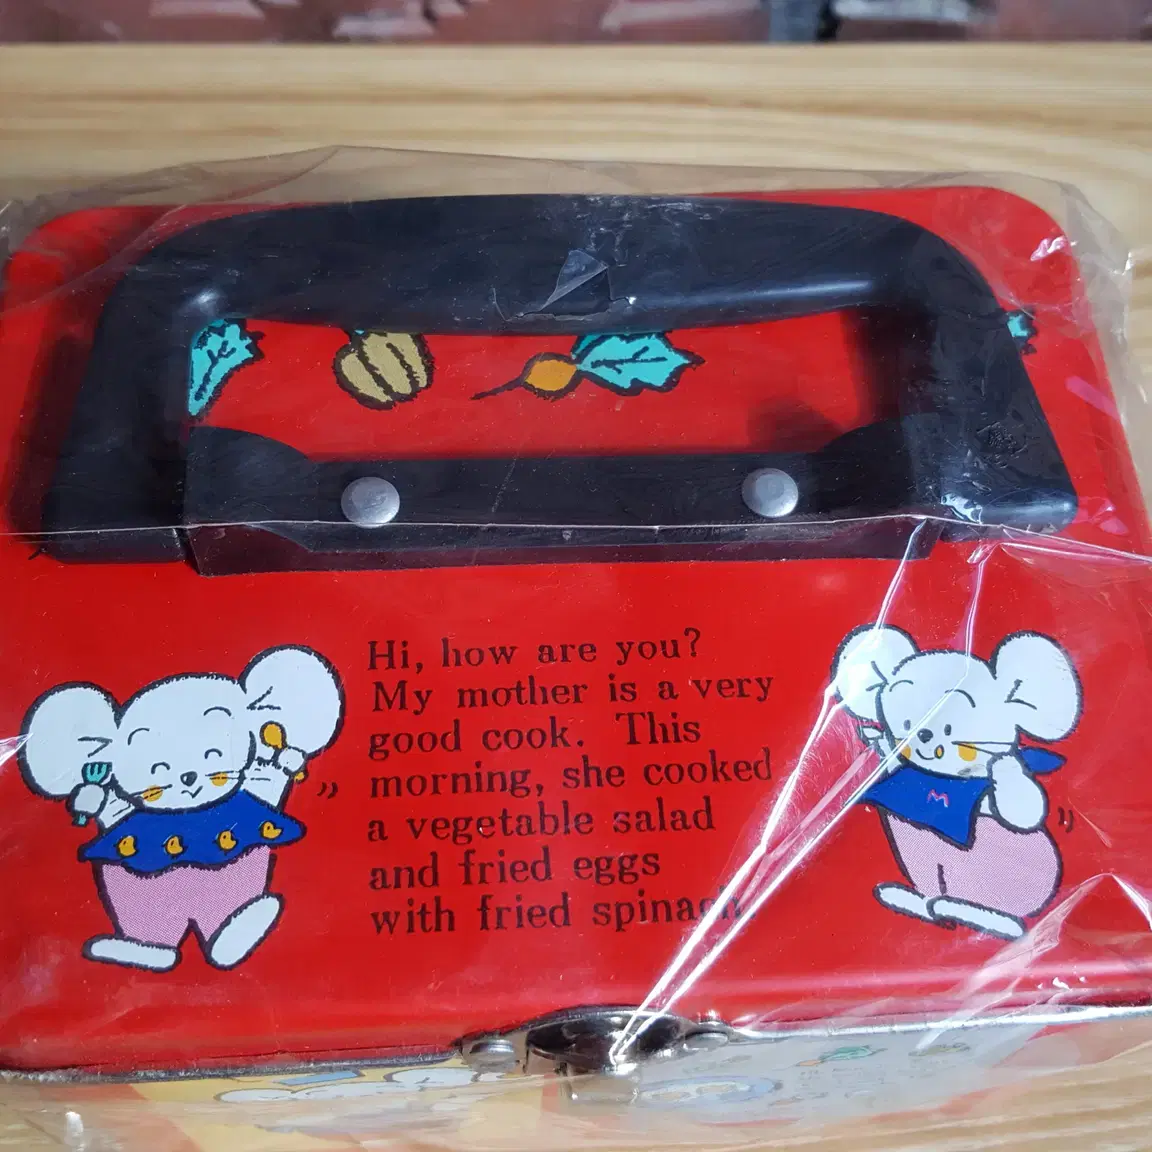 Hi, how are you?
My mother is a very
good cook. This
morning, she cooked
a vegetable salad
and fried eggs
with fried spinach.
M